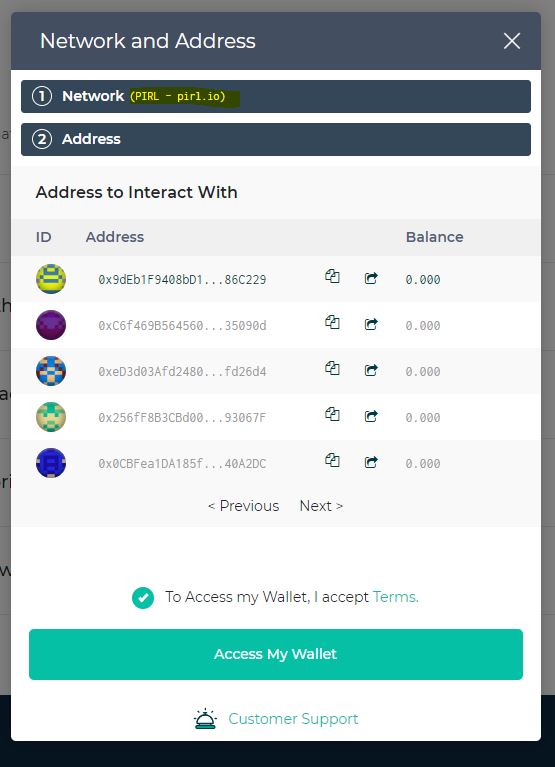 Network and Address
1 Network (PIRL - pirl.io)
2 Address
Address to Interact With
ID Address Balance
0x9dEb1F9408bD1...86C229 0.000
0xC6f469B564560...35090d 0.000
0xeD3d03Afd2480...fd26d4 0.000
0x256fF8B3CBd00...93067F 0.000
0x0CBFea1DA185f...40A2DC 0.000
< Previous Next >
To Access my Wallet, I accept Terms.
Access My Wallet
Customer Support